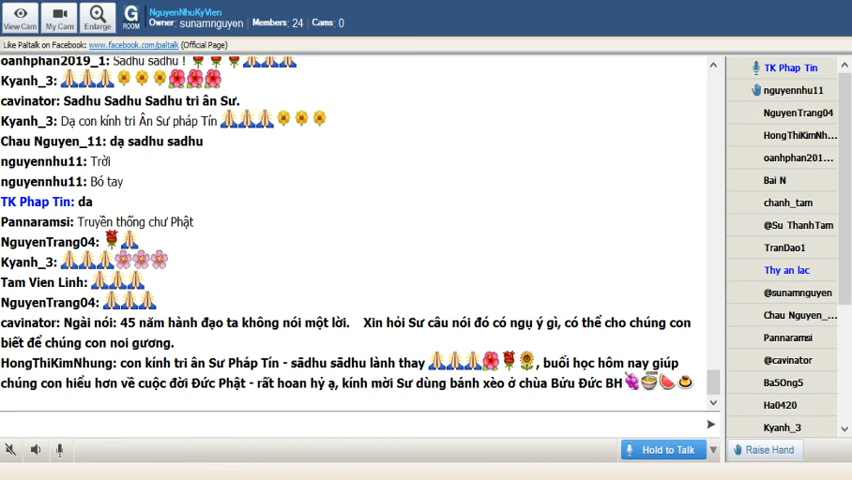 View Cam
My Cam
Enlarge
G
ROOM
NguyenNhuKyVien
Owner: sunamnguyen : Members: 24 : Cams: 0
Like Paltalk on Facebook: www.facebook.com/paltalk (Official Page)
oanhphan2019_1: Sadhu sadhu !
Kyanh_3:
cavinator: Sadhu Sadhu Sadhu tri ân Sư.
Kyanh_3: Dạ con kính tri Ân Sư pháp Tín
Chau Nguyen_11: dạ sadhu sadhu
nguyennhu11: Trời
nguyennhu11: Bó tay
TK Phap Tin: da
Pannaramsi: Truyền thống chư Phật
NguyenTrang04:
Kyanh_3:
Tam Vien Linh:
NguyenTrang04:
cavinator: Ngài nói: 45 năm hành đạo ta không nói một lời. Xin hỏi Sư câu nói đó có ngụ ý gì, có thể cho chúng con
biết để chúng con noi gương.
HongThiKimNhung: con kính tri ân Sư Pháp Tín - sādhu sādhu lành thay , buổi học hôm nay giúp
chúng con hiểu hơn về cuộc đời Đức Phật - rất hoan hỷ ạ, kính mời Sư dùng bánh xèo ở chùa Bửu Đức BH
Hold to Talk
TK Phap Tin
nguyennhu11
NguyenTrang04
HongThiKimNh...
oanhphan201...
Bai N
chanh_tam
@Su ThanhTam
TranDao1
Thy an lac
@sunamnguyen
Chau Nguyen_...
Pannaramsi
@cavinator
Ba5Ong5
Ha0420
Kyanh_3
Raise Hand